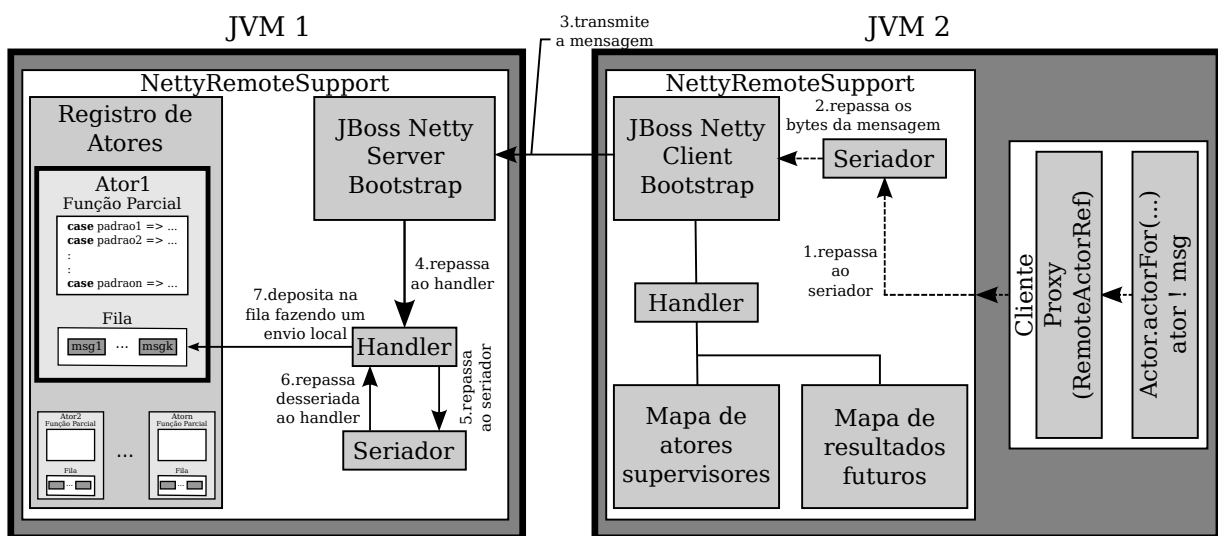 JVM 1
NettyRemoteSupport
Registro de
Atores
Ator1
Função Parcial
case padrao1 => ...
case padrao2 => ...
:
:
case padraon => ...
Fila
msg1
...
msgk
Ator2
Função Parcial
Fila
...
...
Atorn
Função Parcial
Fila
...
JBoss Netty
Server
Bootstrap
4.repassa
ao handler
7.deposita na
fila fazendo um
envio local
Handler
6.repassa
desseriada
ao handler
5.repassa
ao seriador
Seriador
3.transmite
a mensagem
JVM 2
NettyRemoteSupport
JBoss Netty
Client
Bootstrap
2.repassa os
bytes da mensagem
Seriador
1.repassa
ao
seriador
Handler
Mapa de
atores
supervisores
Mapa de
resultados
futuros
Cliente
Proxy
(RemoteActorRef)
Actor.actorFor(...)
ator ! msg